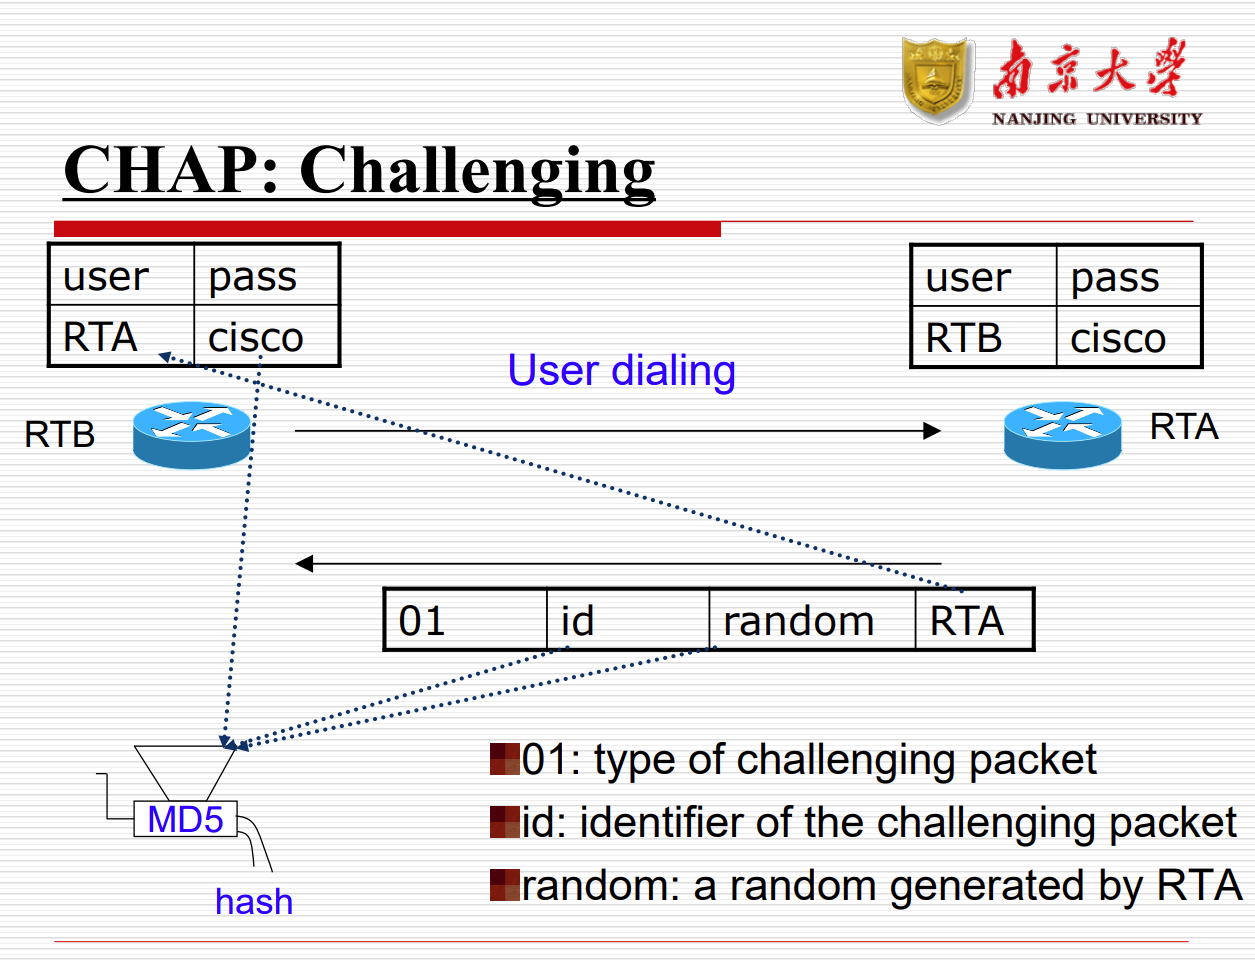 南京大學
NANJING UNIVERSITY
CHAP: Challenging
user pass
RTA cisco
user pass
RTB cisco
User dialing
RTB
RTA
01 id random RTA
MD5
hash
01: type of challenging packet
id: identifier of the challenging packet
random: a random generated by RTA